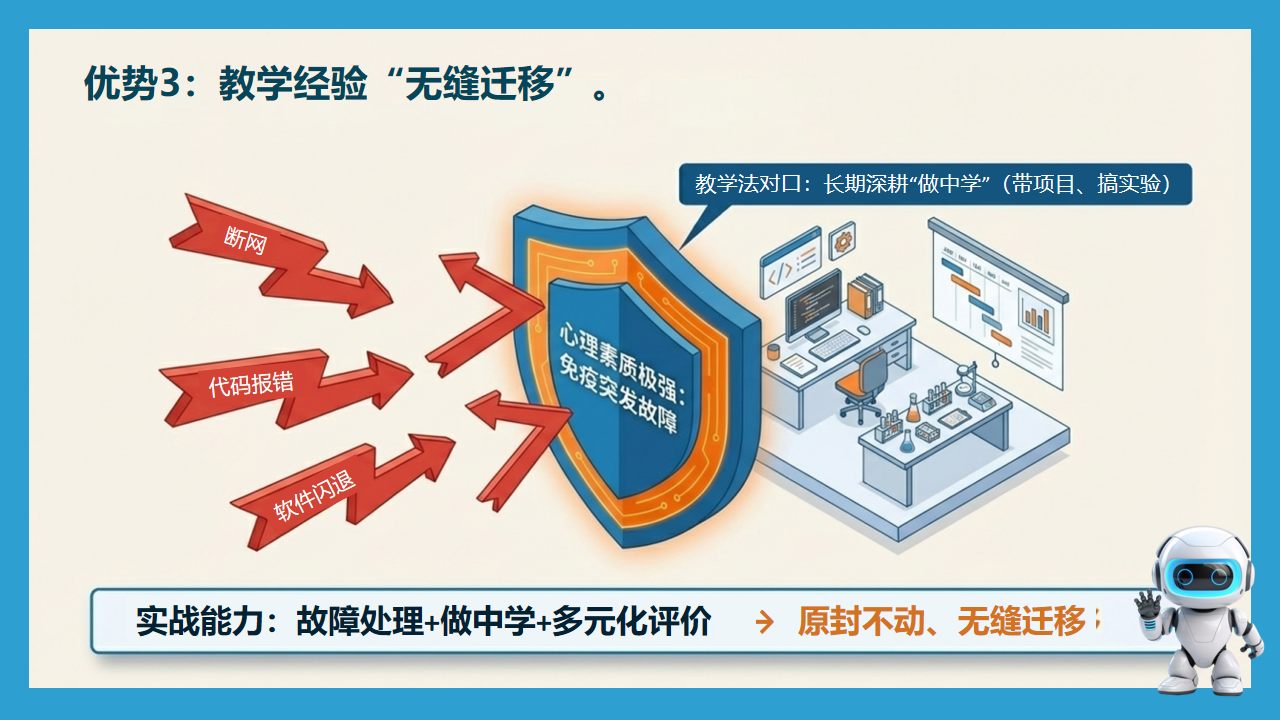 优势3：教学经验“无缝迁移”。
教学法对口：长期深耕“做中学”（带项目、搞实验）
断网
代码报错
软件闪退
心理素质极强：
免疫突发故障
实战能力：故障处理+做中学+多元化评价 → 原封不动、无缝迁移